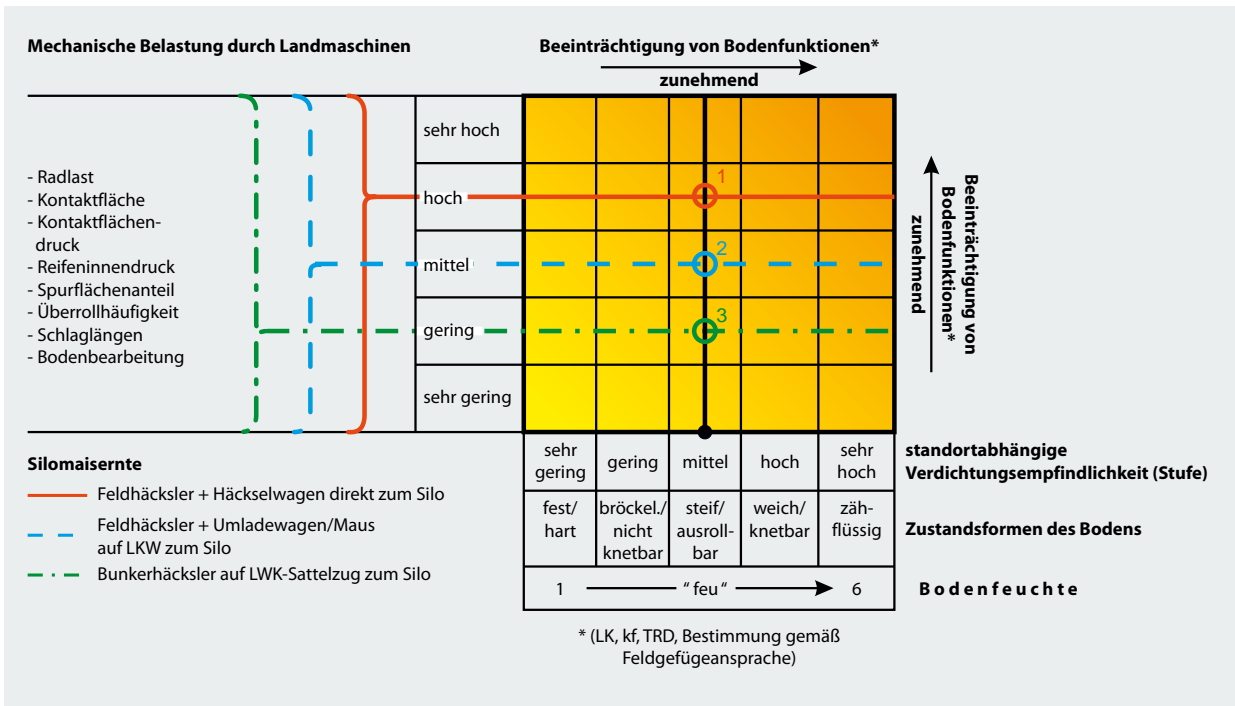 Mechanische Belastung durch Landmaschinen
Beeinträchtigung von Bodenfunktionen*
zunehmend
- Radlast
- Kontaktfläche
- Kontaktflächen-
druck
- Reifeninnendruck
- Spurflächenanteil
- Überrollhäufigkeit
- Schlaglängen
- Bodenbearbeitung
sehr hoch
hoch
mittel
gering
sehr gering
1
2
3
Beeinträchtigung von
Bodenfunktionen*
zunehmend
sehr
gering
gering
mittel
hoch
sehr
hoch
standortabhängige
Verdichtungsempfindlichkeit (Stufe)
fest/
hart
bröckel./
nicht
knetbar
steif/
ausroll-
bar
weich/
knetbar
zäh-
flüssig
Zustandsformen des Bodens
1
“ feu “
6
Bodenfeuchte
Silomaisernte
Feldhäcksler + Häckselwagen direkt zum Silo
Feldhäcksler + Umladewagen/Maus
auf LKW zum Silo
Bunkerhäcksler auf LWK-Sattelzug zum Silo
* (LK, kf, TRD, Bestimmung gemäß
Feldgefügeansprache)